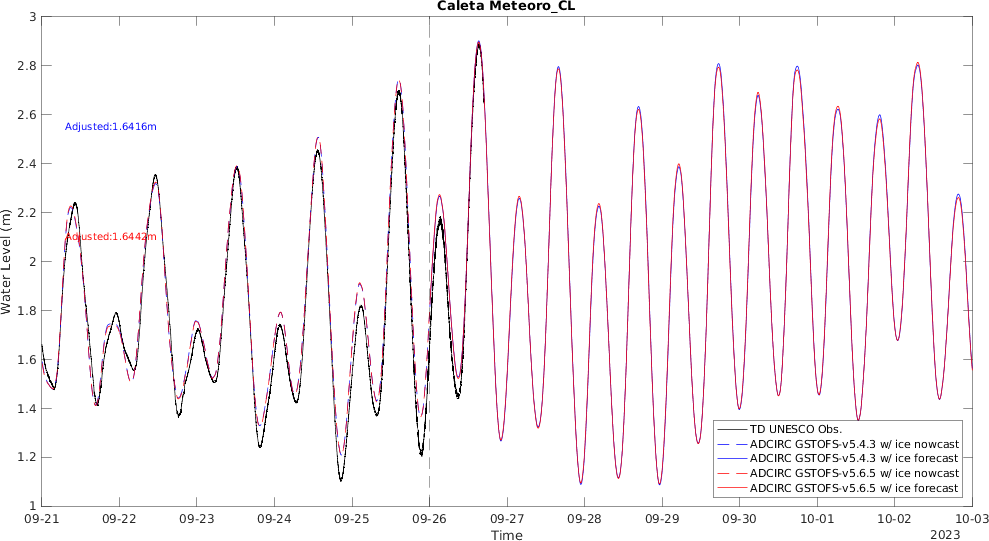 Caleta Meteoro_CL
3
2.8
2.6
2.4
2.2
2
1.8
1.6
1.4
1.2
1
Water Level (m)
Adjusted:1.6416m
Adjusted:1.6442m
TD UNESCO Obs.
ADCIRC GSTOFS-v5.4.3 w/ ice nowcast
ADCIRC GSTOFS-v5.4.3 w/ ice forecast
ADCIRC GSTOFS-v5.6.5 w/ ice nowcast
ADCIRC GSTOFS-v5.6.5 w/ ice forecast
09-21 09-22 09-23 09-24 09-25 09-26 09-27 09-28 09-29 09-30 10-01 10-02 10-03
Time
2023